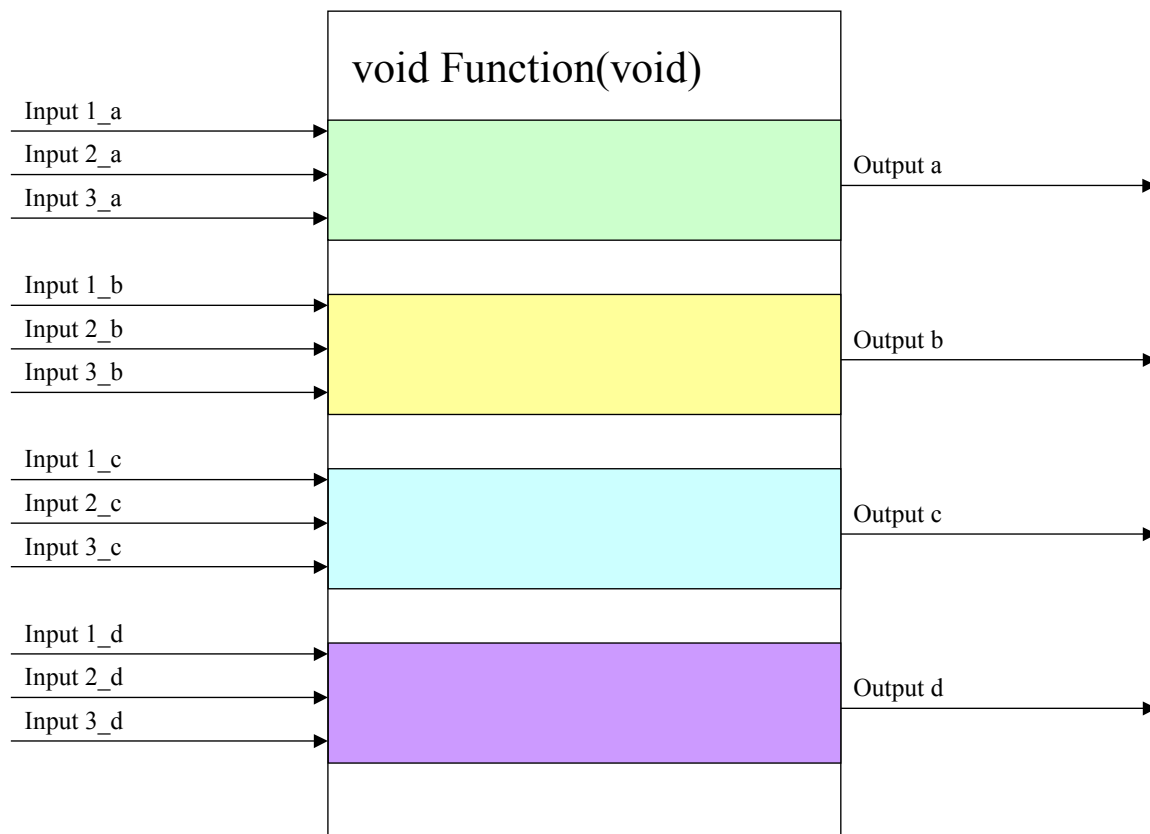 void Function(void)
Input 1_a
Input 2_a
Input 3_a
Output a
Input 1_b
Input 2_b
Input 3_b
Output b
Input 1_c
Input 2_c
Input 3_c
Output c
Input 1_d
Input 2_d
Input 3_d
Output d